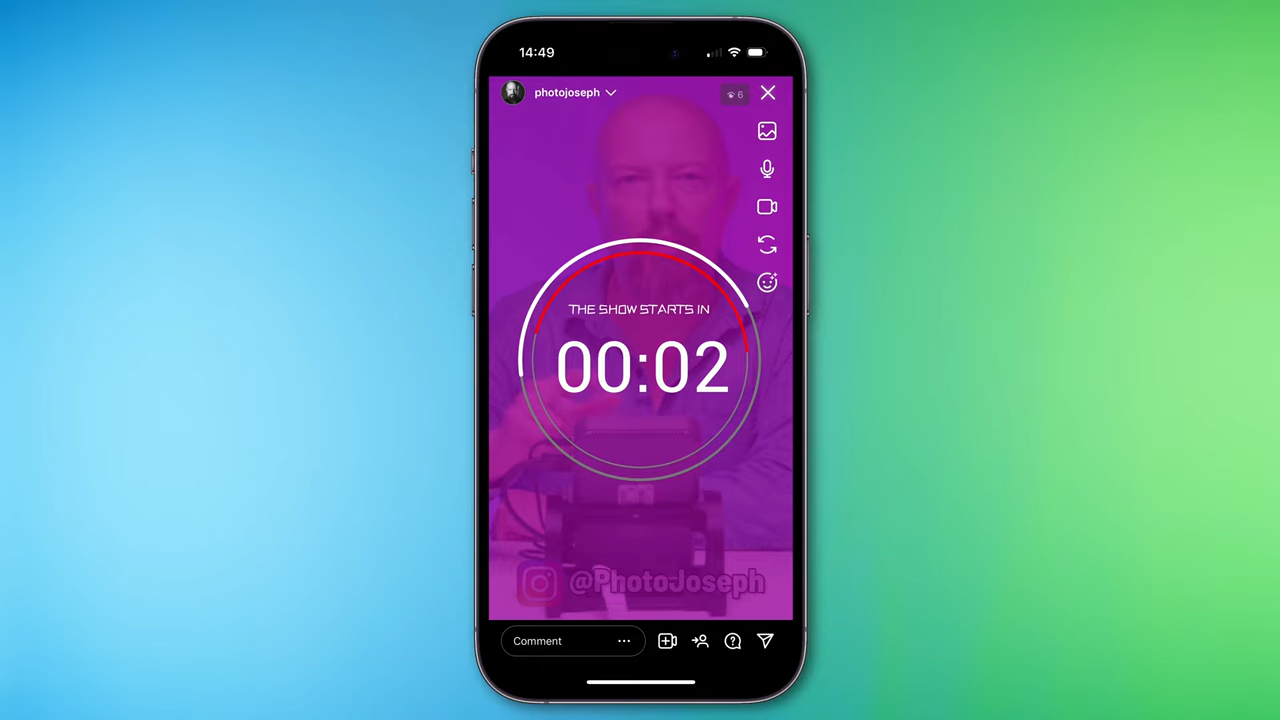 14:49
photojoseph
6
THE SHOW STARTS IN
00:02
@PhotoJoseph
Comment